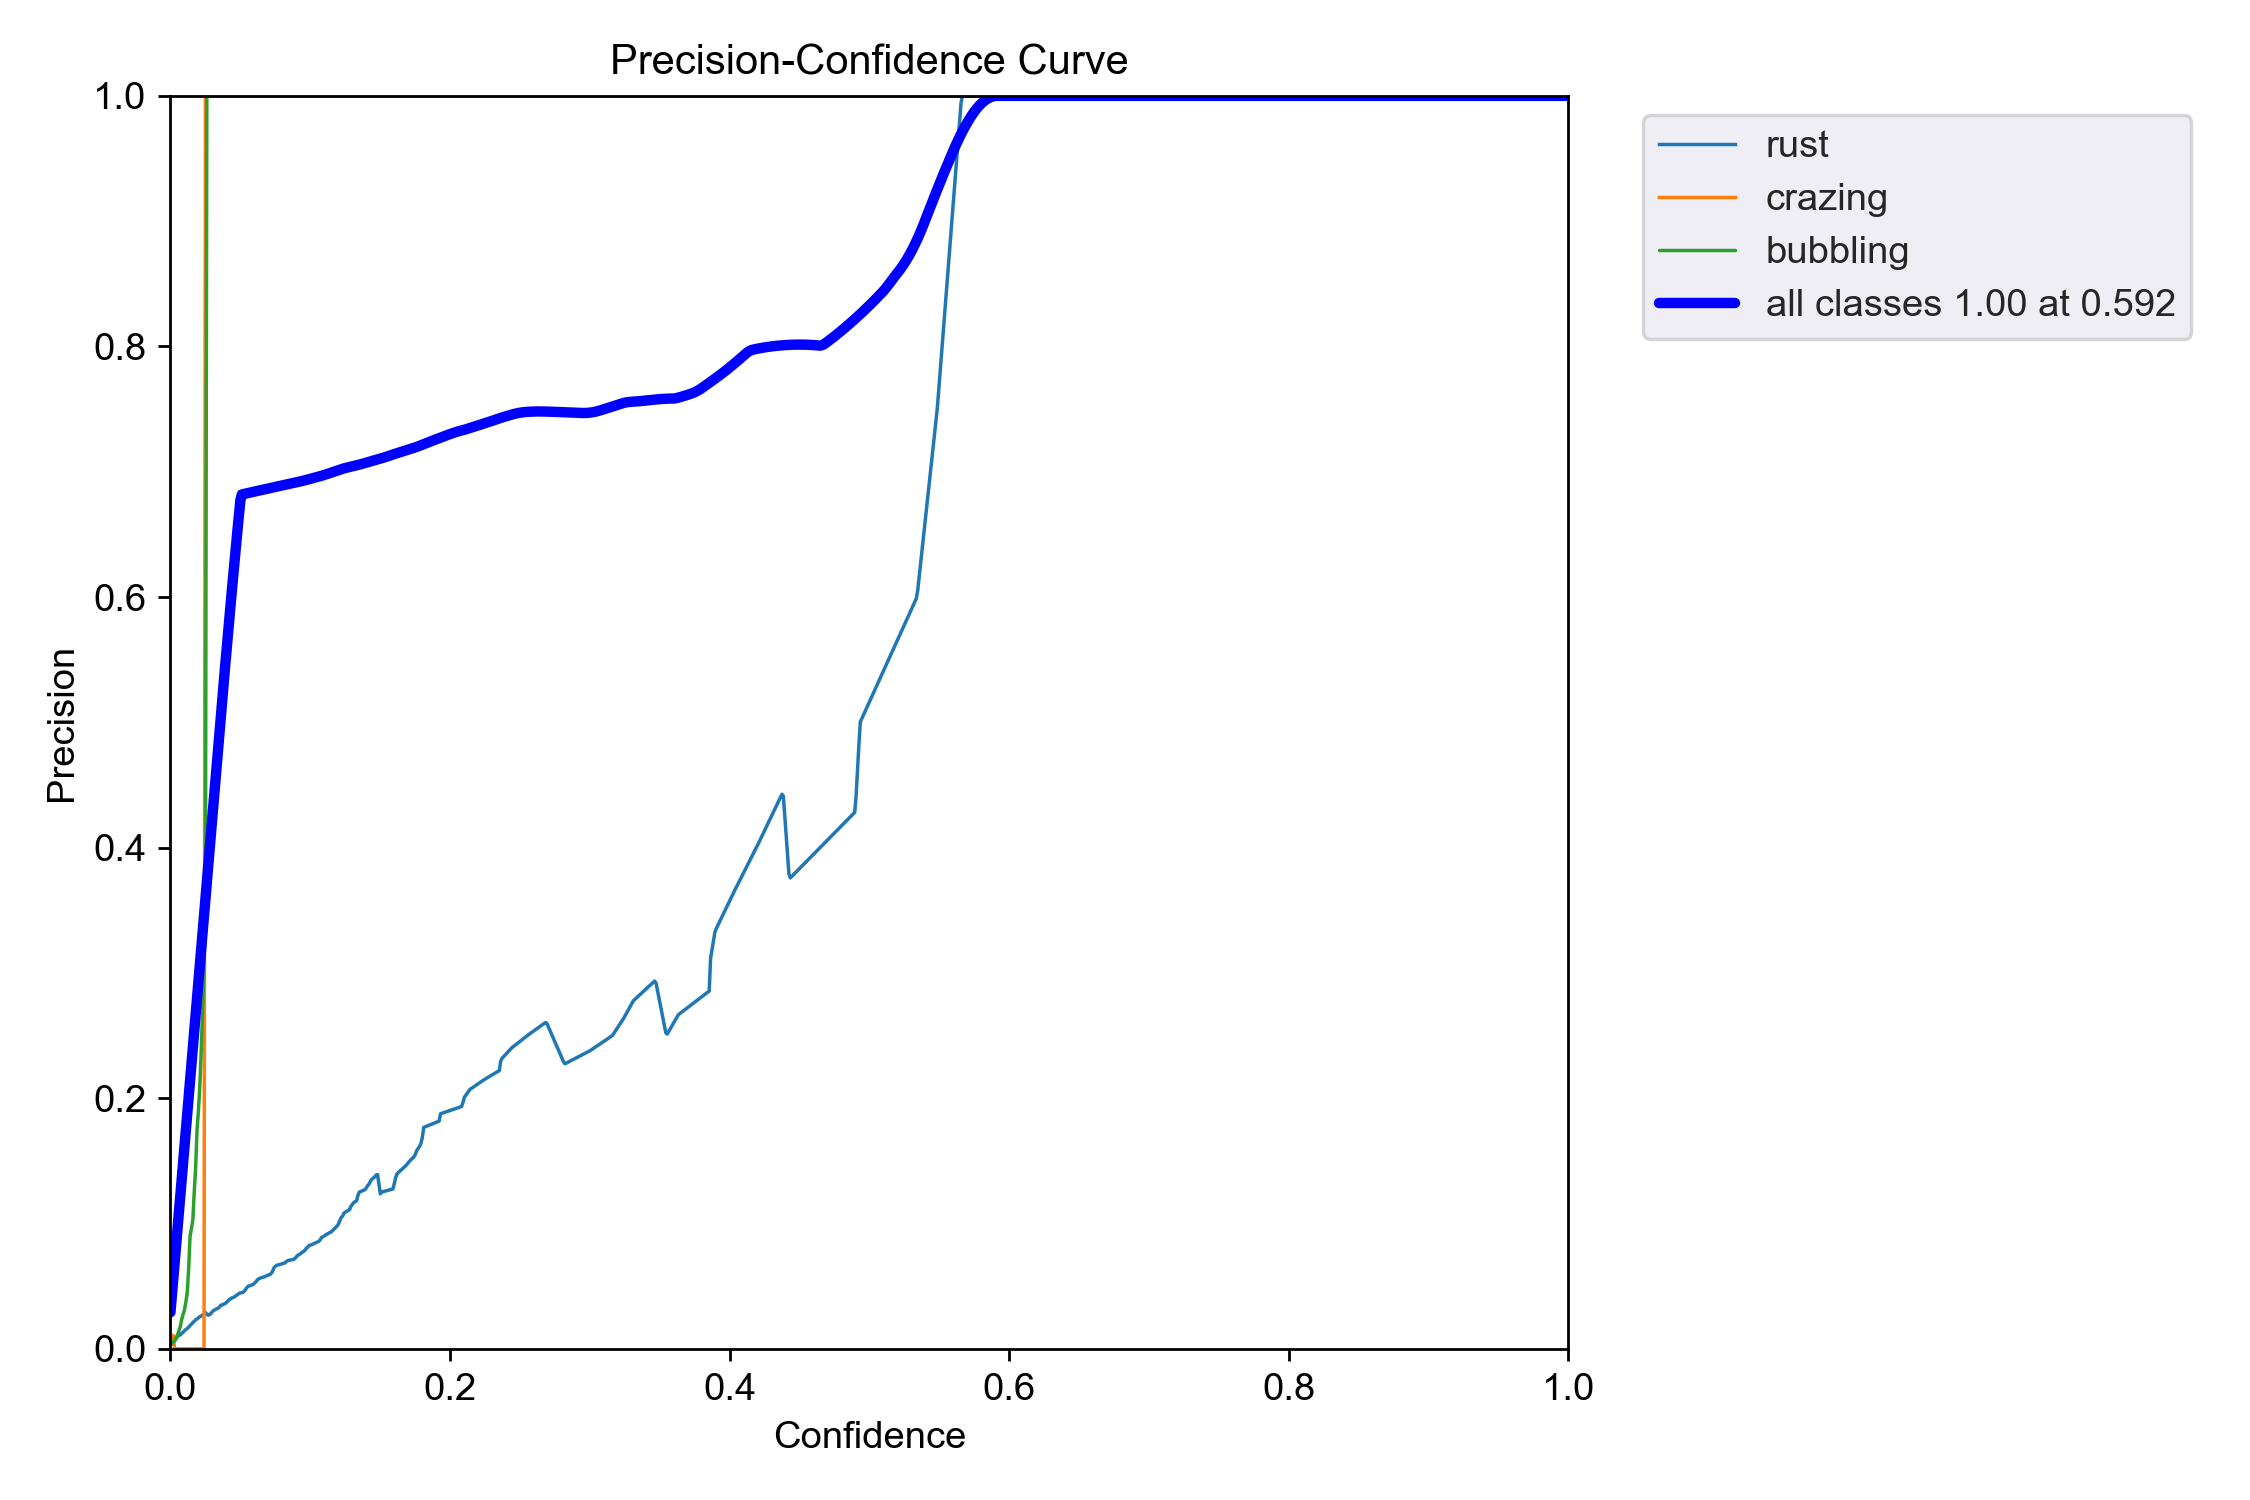 Precision-Confidence Curve
1.0
0.8
0.6
0.4
0.2
0.0
Precision
0.0 0.2 0.4 0.6 0.8 1.0
Confidence
rust
crazing
bubbling
all classes 1.00 at 0.592